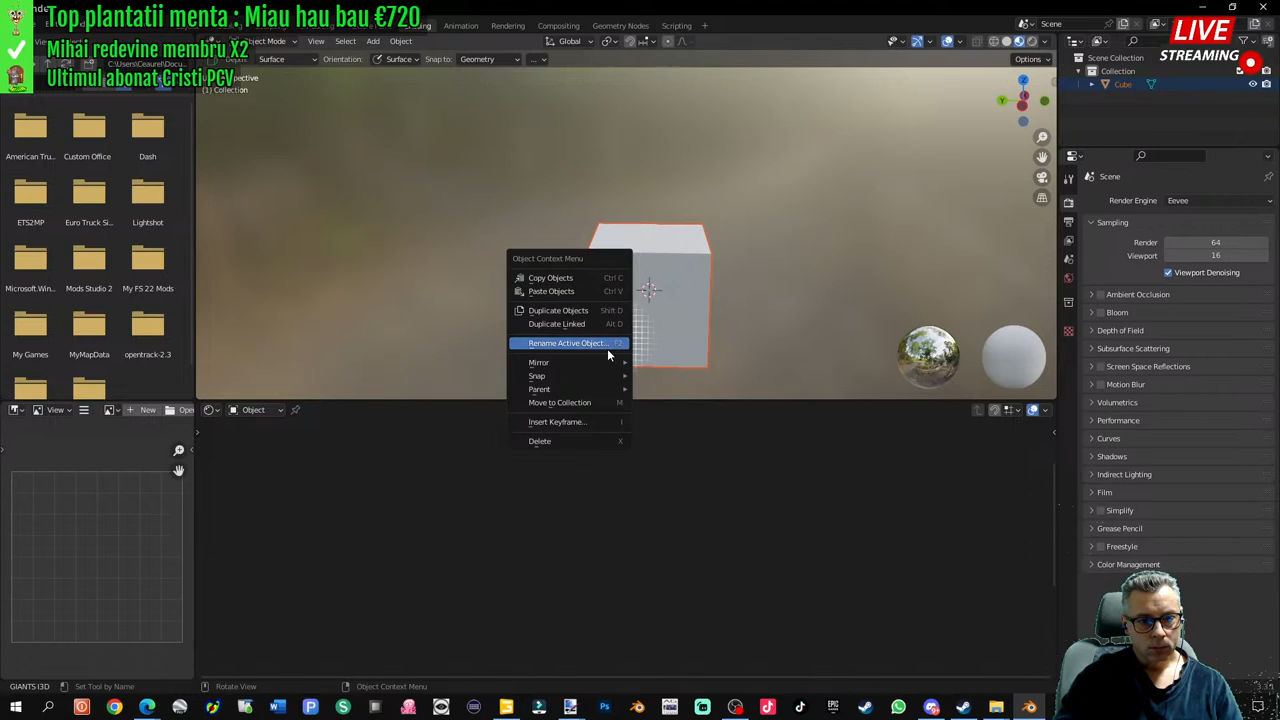 Top plantatii menta : Miau hau bau €720
Mihai redevine membru X2
Ultimul abonat Cristi PCV
LIVE
STREAMING
Animation
Rendering
Compositing
Geometry Nodes
Scripting
Scene
View
Select
Add
Object
Global
Surface
Orientation:
Surface
Snap to:
Geometry
...
Options
(1) Collection
C:\Users\Ceaurel\Docu...
American Tru...
Custom Office
Dash
ETS2MP
Euro Truck Si...
Lightshot
Microsoft.Win...
Mods Studio 2
My FS 22 Mods
My Games
MyMapData
opentrack-2.3
Object Context Menu
Copy Objects Ctrl C
Paste Objects Ctrl V
Duplicate Objects Shift D
Duplicate Linked Alt D
Rename Active Object... F2
Mirror
Snap
Parent
Move to Collection M
Insert Keyframe... I
Delete X
View
New
Object
Scene Collection
Collection
Cube
Scene
Render Engine Eevee
Sampling
Render 64
Viewport 16
Viewport Denoising
Ambient Occlusion
Bloom
Depth of Field
Subsurface Scattering
Screen Space Reflections
Motion Blur
Volumetrics
Performance
Curves
Shadows
Indirect Lighting
Film
Simplify
Grease Pencil
Freestyle
Color Management
GIANTS I3D
Set Tool by Name
Rotate View
Object Context Menu